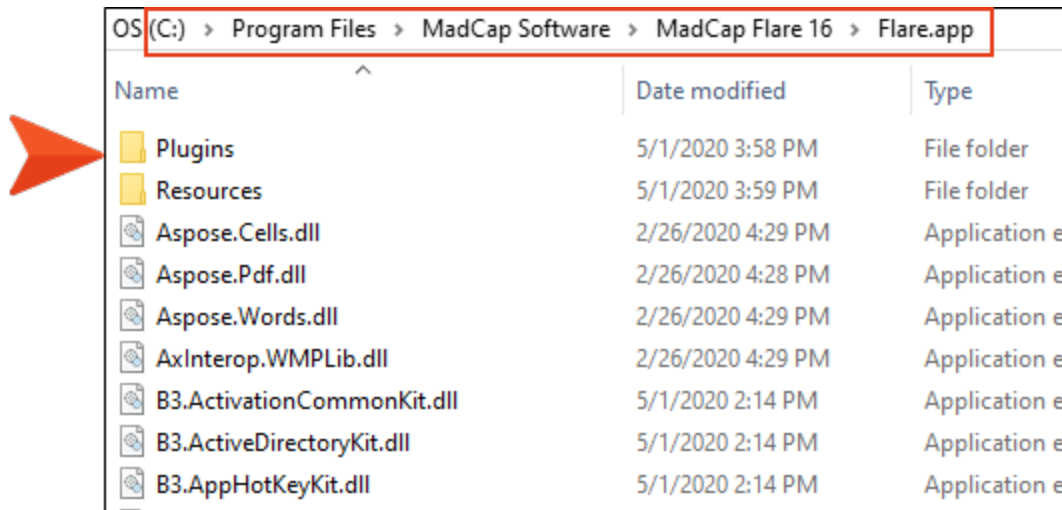 OS (C:) > Program Files > MadCap Software > MadCap Flare 16 > Flare.app
Name Date modified Type
Plugins 5/1/2020 3:58 PM File folder
Resources 5/1/2020 3:59 PM File folder
Aspose.Cells.dll 2/26/2020 4:29 PM Application e
Aspose.Pdf.dll 2/26/2020 4:28 PM Application e
Aspose.Words.dll 2/26/2020 4:29 PM Application e
AxInterop.WMPLib.dll 2/26/2020 4:29 PM Application e
B3.ActivationCommonKit.dll 5/1/2020 2:14 PM Application e
B3.ActiveDirectoryKit.dll 5/1/2020 2:14 PM Application e
B3.AppHotKeyKit.dll 5/1/2020 2:14 PM Application e